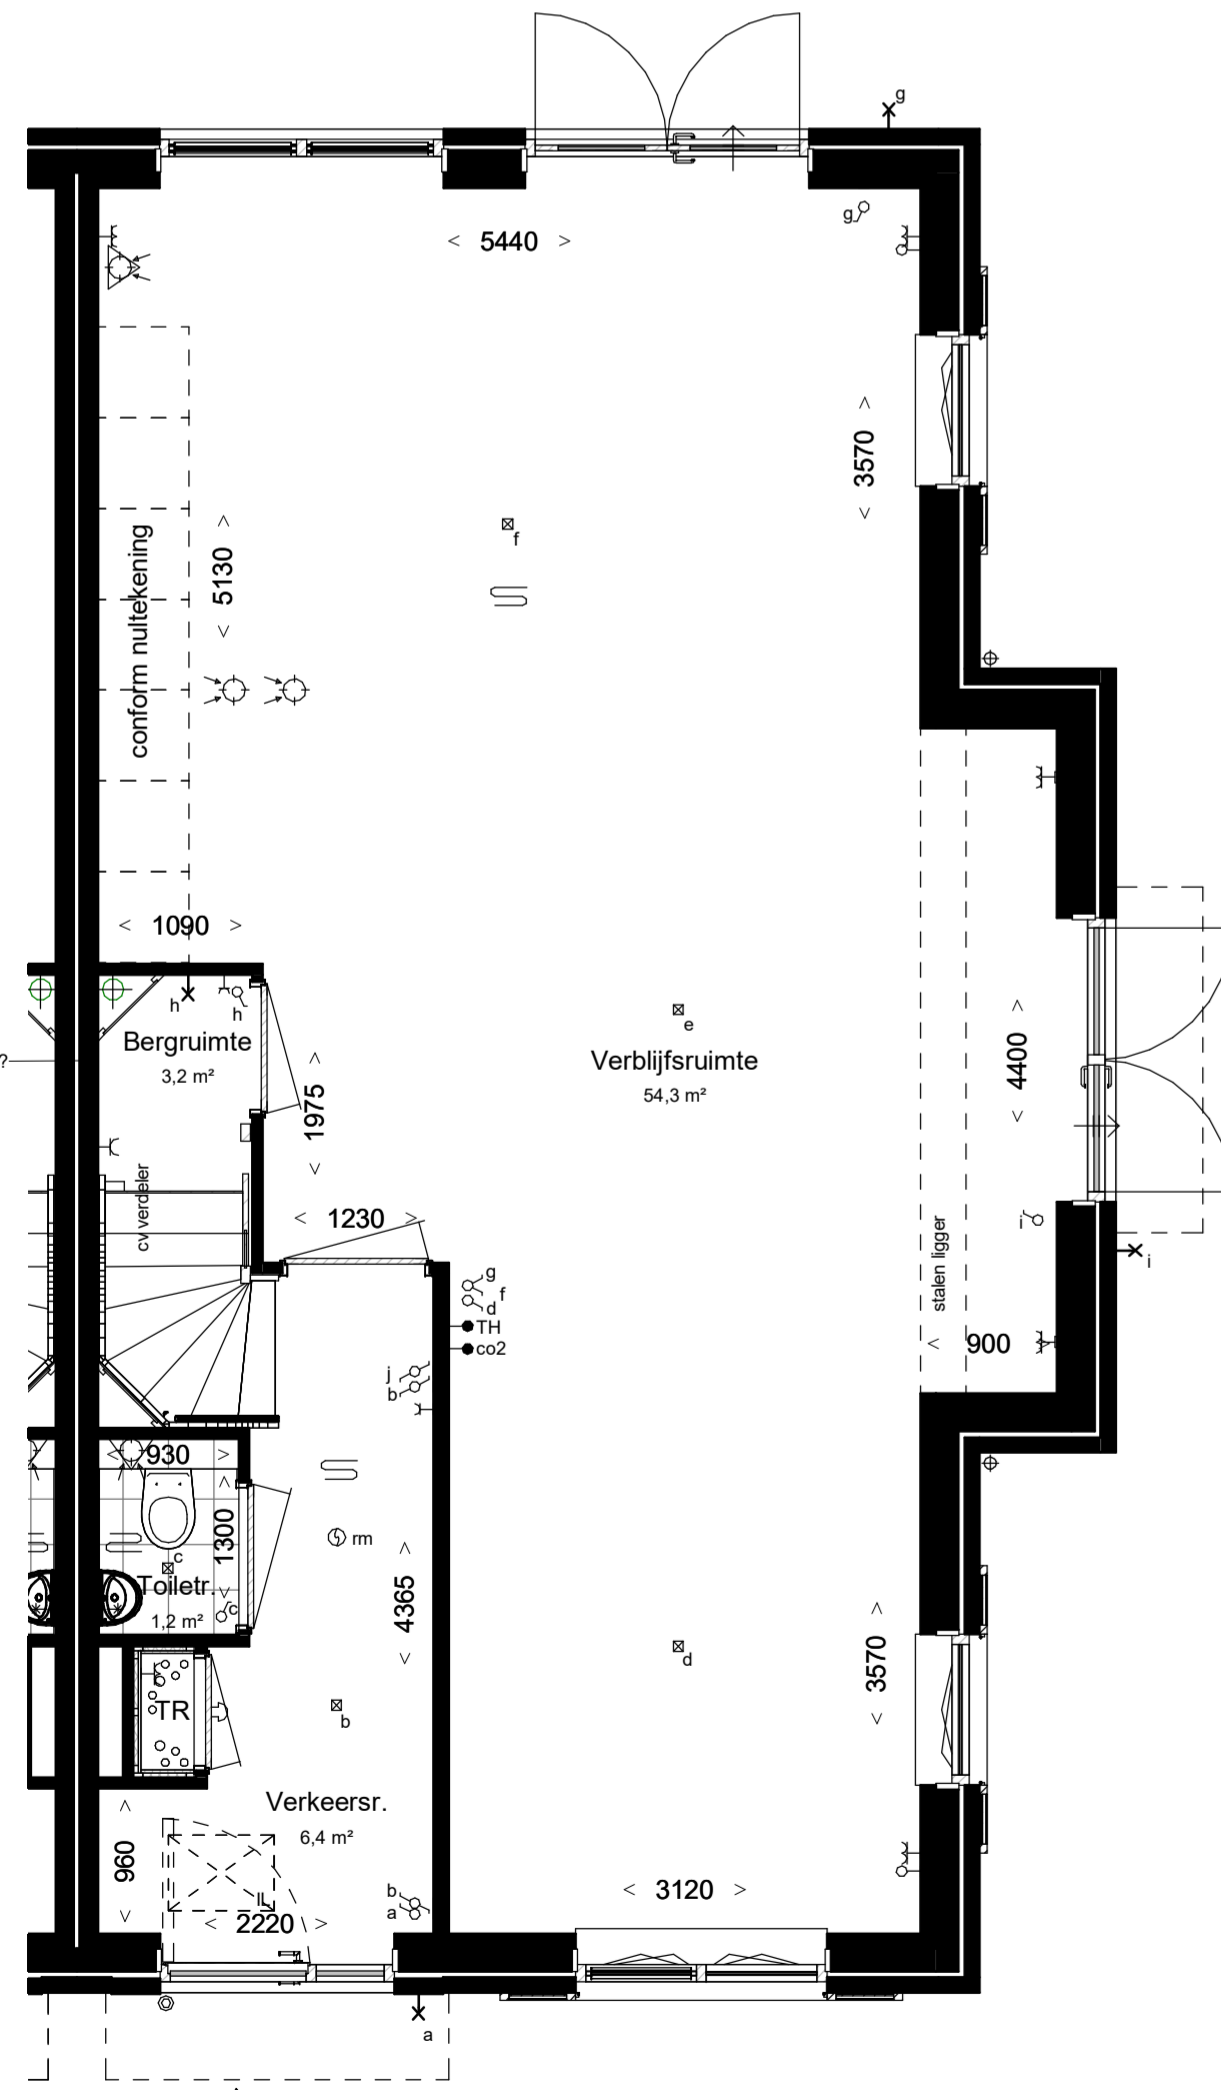 g
g
< 5440 >
< 3570 >
f
conform nultekening
< 5130 >
< 1090 >
h
h
Bergruimte
3,2 m²
?
e
Verblijfsruimte
54,3 m²
< 4400 >
< 1975 >
cv verdeler
< 1230 >
i
i
stalen ligger
g
f
d
TH
co2
< 900 >
j
b
< 930 >
< 1300 >
c
rm
Toiletr.
1,2 m²
c
< 4365 >
d
< 3570 >
TR
b
Verkeersr.
6,4 m²
< 960 >
< 3120 >
b
a
< 2220 >
a